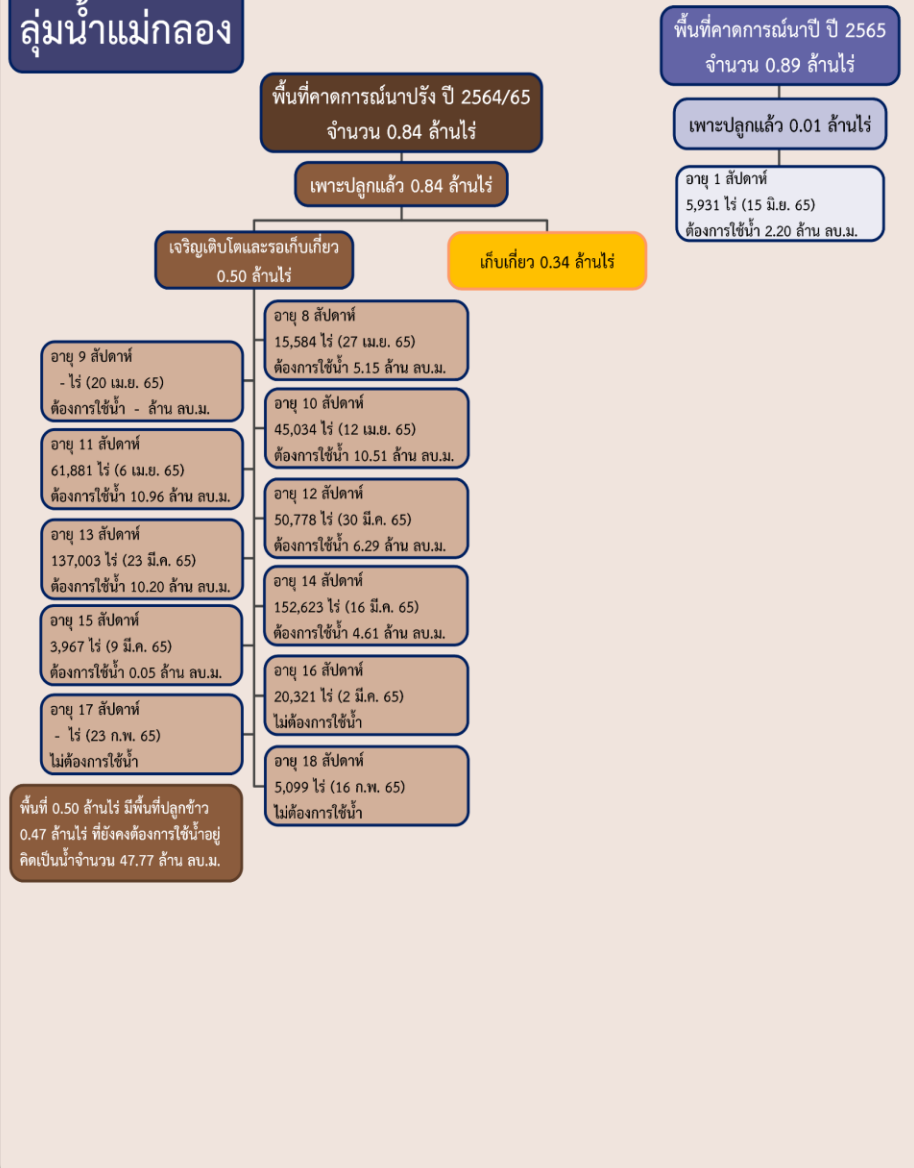 ลุ่มน้ำแม่กลอง
พื้นที่คาดการณ์นาปรัง ปี 2564/65
จำนวน 0.84 ล้านไร่
เพาะปลูกแล้ว 0.84 ล้านไร่
เจริญเติบโตและรอเก็บเกี่ยว
0.50 ล้านไร่
เก็บเกี่ยว 0.34 ล้านไร่
อายุ 8 สัปดาห์
15,584 ไร่ (27 เม.ย. 65)
ต้องการใช้น้ำ 5.15 ล้าน ลบ.ม.
อายุ 9 สัปดาห์
- ไร่ (20 เม.ย. 65)
ต้องการใช้น้ำ - ล้าน ลบ.ม.
อายุ 10 สัปดาห์
45,034 ไร่ (12 เม.ย. 65)
ต้องการใช้น้ำ 10.51 ล้าน ลบ.ม.
อายุ 11 สัปดาห์
61,881 ไร่ (6 เม.ย. 65)
ต้องการใช้น้ำ 10.96 ล้าน ลบ.ม.
อายุ 12 สัปดาห์
50,778 ไร่ (30 มี.ค. 65)
ต้องการใช้น้ำ 6.29 ล้าน ลบ.ม.
อายุ 13 สัปดาห์
137,003 ไร่ (23 มี.ค. 65)
ต้องการใช้น้ำ 10.20 ล้าน ลบ.ม.
อายุ 14 สัปดาห์
152,623 ไร่ (16 มี.ค. 65)
ต้องการใช้น้ำ 4.61 ล้าน ลบ.ม.
อายุ 15 สัปดาห์
3,967 ไร่ (9 มี.ค. 65)
ต้องการใช้น้ำ 0.05 ล้าน ลบ.ม.
อายุ 16 สัปดาห์
20,321 ไร่ (2 มี.ค. 65)
ไม่ต้องการใช้น้ำ
อายุ 17 สัปดาห์
- ไร่ (23 ก.พ. 65)
ไม่ต้องการใช้น้ำ
อายุ 18 สัปดาห์
5,099 ไร่ (16 ก.พ. 65)
ไม่ต้องการใช้น้ำ
พื้นที่ 0.50 ล้านไร่ มีพื้นที่ปลูกข้าว
0.47 ล้านไร่ ที่ยังคงต้องการใช้น้ำอยู่
คิดเป็นน้ำจำนวน 47.77 ล้าน ลบ.ม.
พื้นที่คาดการณ์นาปี ปี 2565
จำนวน 0.89 ล้านไร่
เพาะปลูกแล้ว 0.01 ล้านไร่
อายุ 1 สัปดาห์
5,931 ไร่ (15 มิ.ย. 65)
ต้องการใช้น้ำ 2.20 ล้าน ลบ.ม.